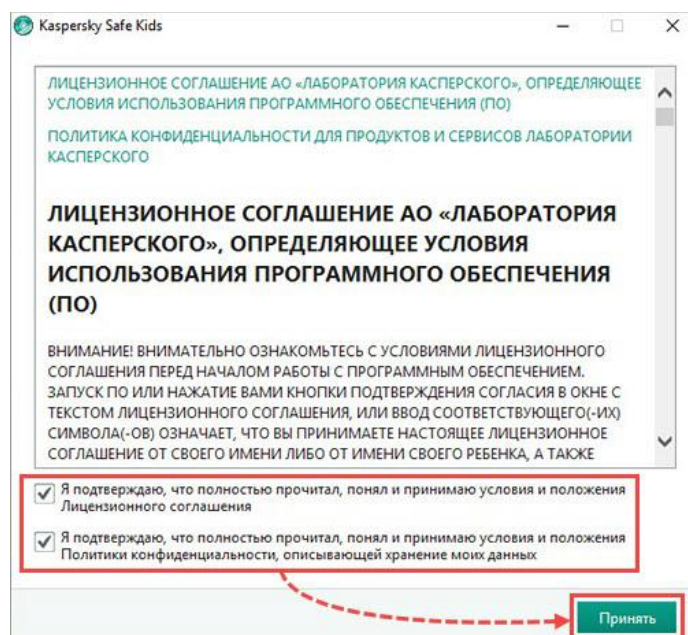 Kaspersky Safe Kids
ЛИЦЕНЗИОННОЕ СОГЛАШЕНИЕ АО «ЛАБОРАТОРИЯ КАСПЕРСКОГО», ОПРЕДЕЛЯЮЩЕЕ
УСЛОВИЯ ИСПОЛЬЗОВАНИЯ ПРОГРАММНОГО ОБЕСПЕЧЕНИЯ (ПО)
ПОЛИТИКА КОНФИДЕНЦИАЛЬНОСТИ ДЛЯ ПРОДУКТОВ И СЕРВИСОВ ЛАБОРАТОРИИ
КАСПЕРСКОГО
ЛИЦЕНЗИОННОЕ СОГЛАШЕНИЕ АО «ЛАБОРАТОРИЯ
КАСПЕРСКОГО», ОПРЕДЕЛЯЮЩЕЕ УСЛОВИЯ
ИСПОЛЬЗОВАНИЯ ПРОГРАММНОГО ОБЕСПЕЧЕНИЯ
(ПО)
ВНИМАНИЕ! ВНИМАТЕЛЬНО ОЗНАКОМЬТЕСЬ С УСЛОВИЯМИ ЛИЦЕНЗИОННОГО
СОГЛАШЕНИЯ ПЕРЕД НАЧАЛОМ РАБОТЫ С ПРОГРАММНЫМ ОБЕСПЕЧЕНИЕМ.
ЗАПУСК ПО ИЛИ НАЖАТИЕ ВАМИ КНОПКИ ПОДТВЕРЖДЕНИЯ СОГЛАСИЯ В ОКНЕ С
ТЕКСТОМ ЛИЦЕНЗИОННОГО СОГЛАШЕНИЯ, ИЛИ ВВОД СООТВЕТСТВУЮЩЕГО(-ИХ)
СИМВОЛА(-ОВ) ОЗНАЧАЕТ, ЧТО ВЫ ПРИНИМАЕТЕ НАСТОЯЩЕЕ ЛИЦЕНЗИОННОЕ
СОГЛАШЕНИЕ ОТ СВОЕГО ИМЕНИ ЛИБО ОТ ИМЕНИ СВОЕГО РЕБЕНКА, А ТАКЖЕ
Я подтверждаю, что полностью прочитал, понял и принимаю условия и положения
Лицензионного соглашения
Я подтверждаю, что полностью прочитал, понял и принимаю условия и положения
Политики конфиденциальности, описывающей хранение моих данных
Принять